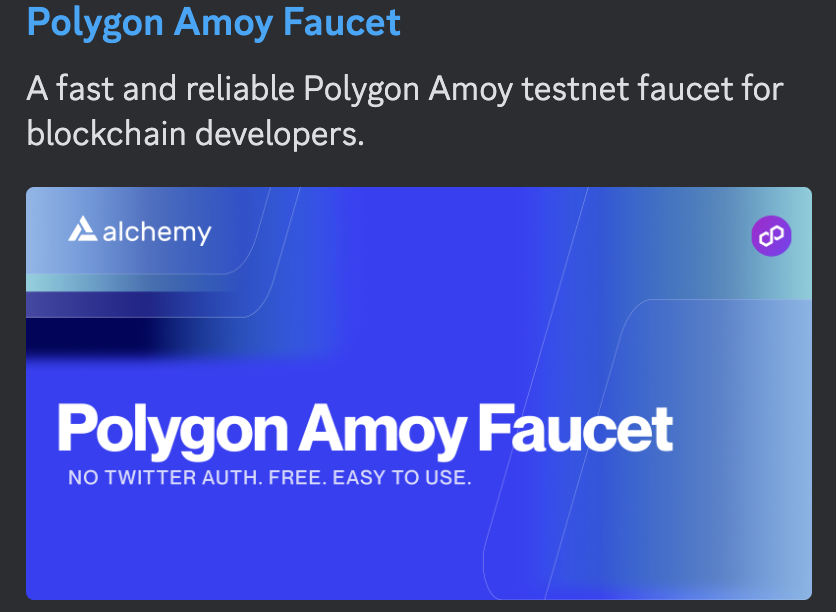 Polygon Amoy Faucet
A fast and reliable Polygon Amoy testnet faucet for
blockchain developers.
alchemy
Polygon Amoy Faucet
NO TWITTER AUTH. FREE. EASY TO USE.